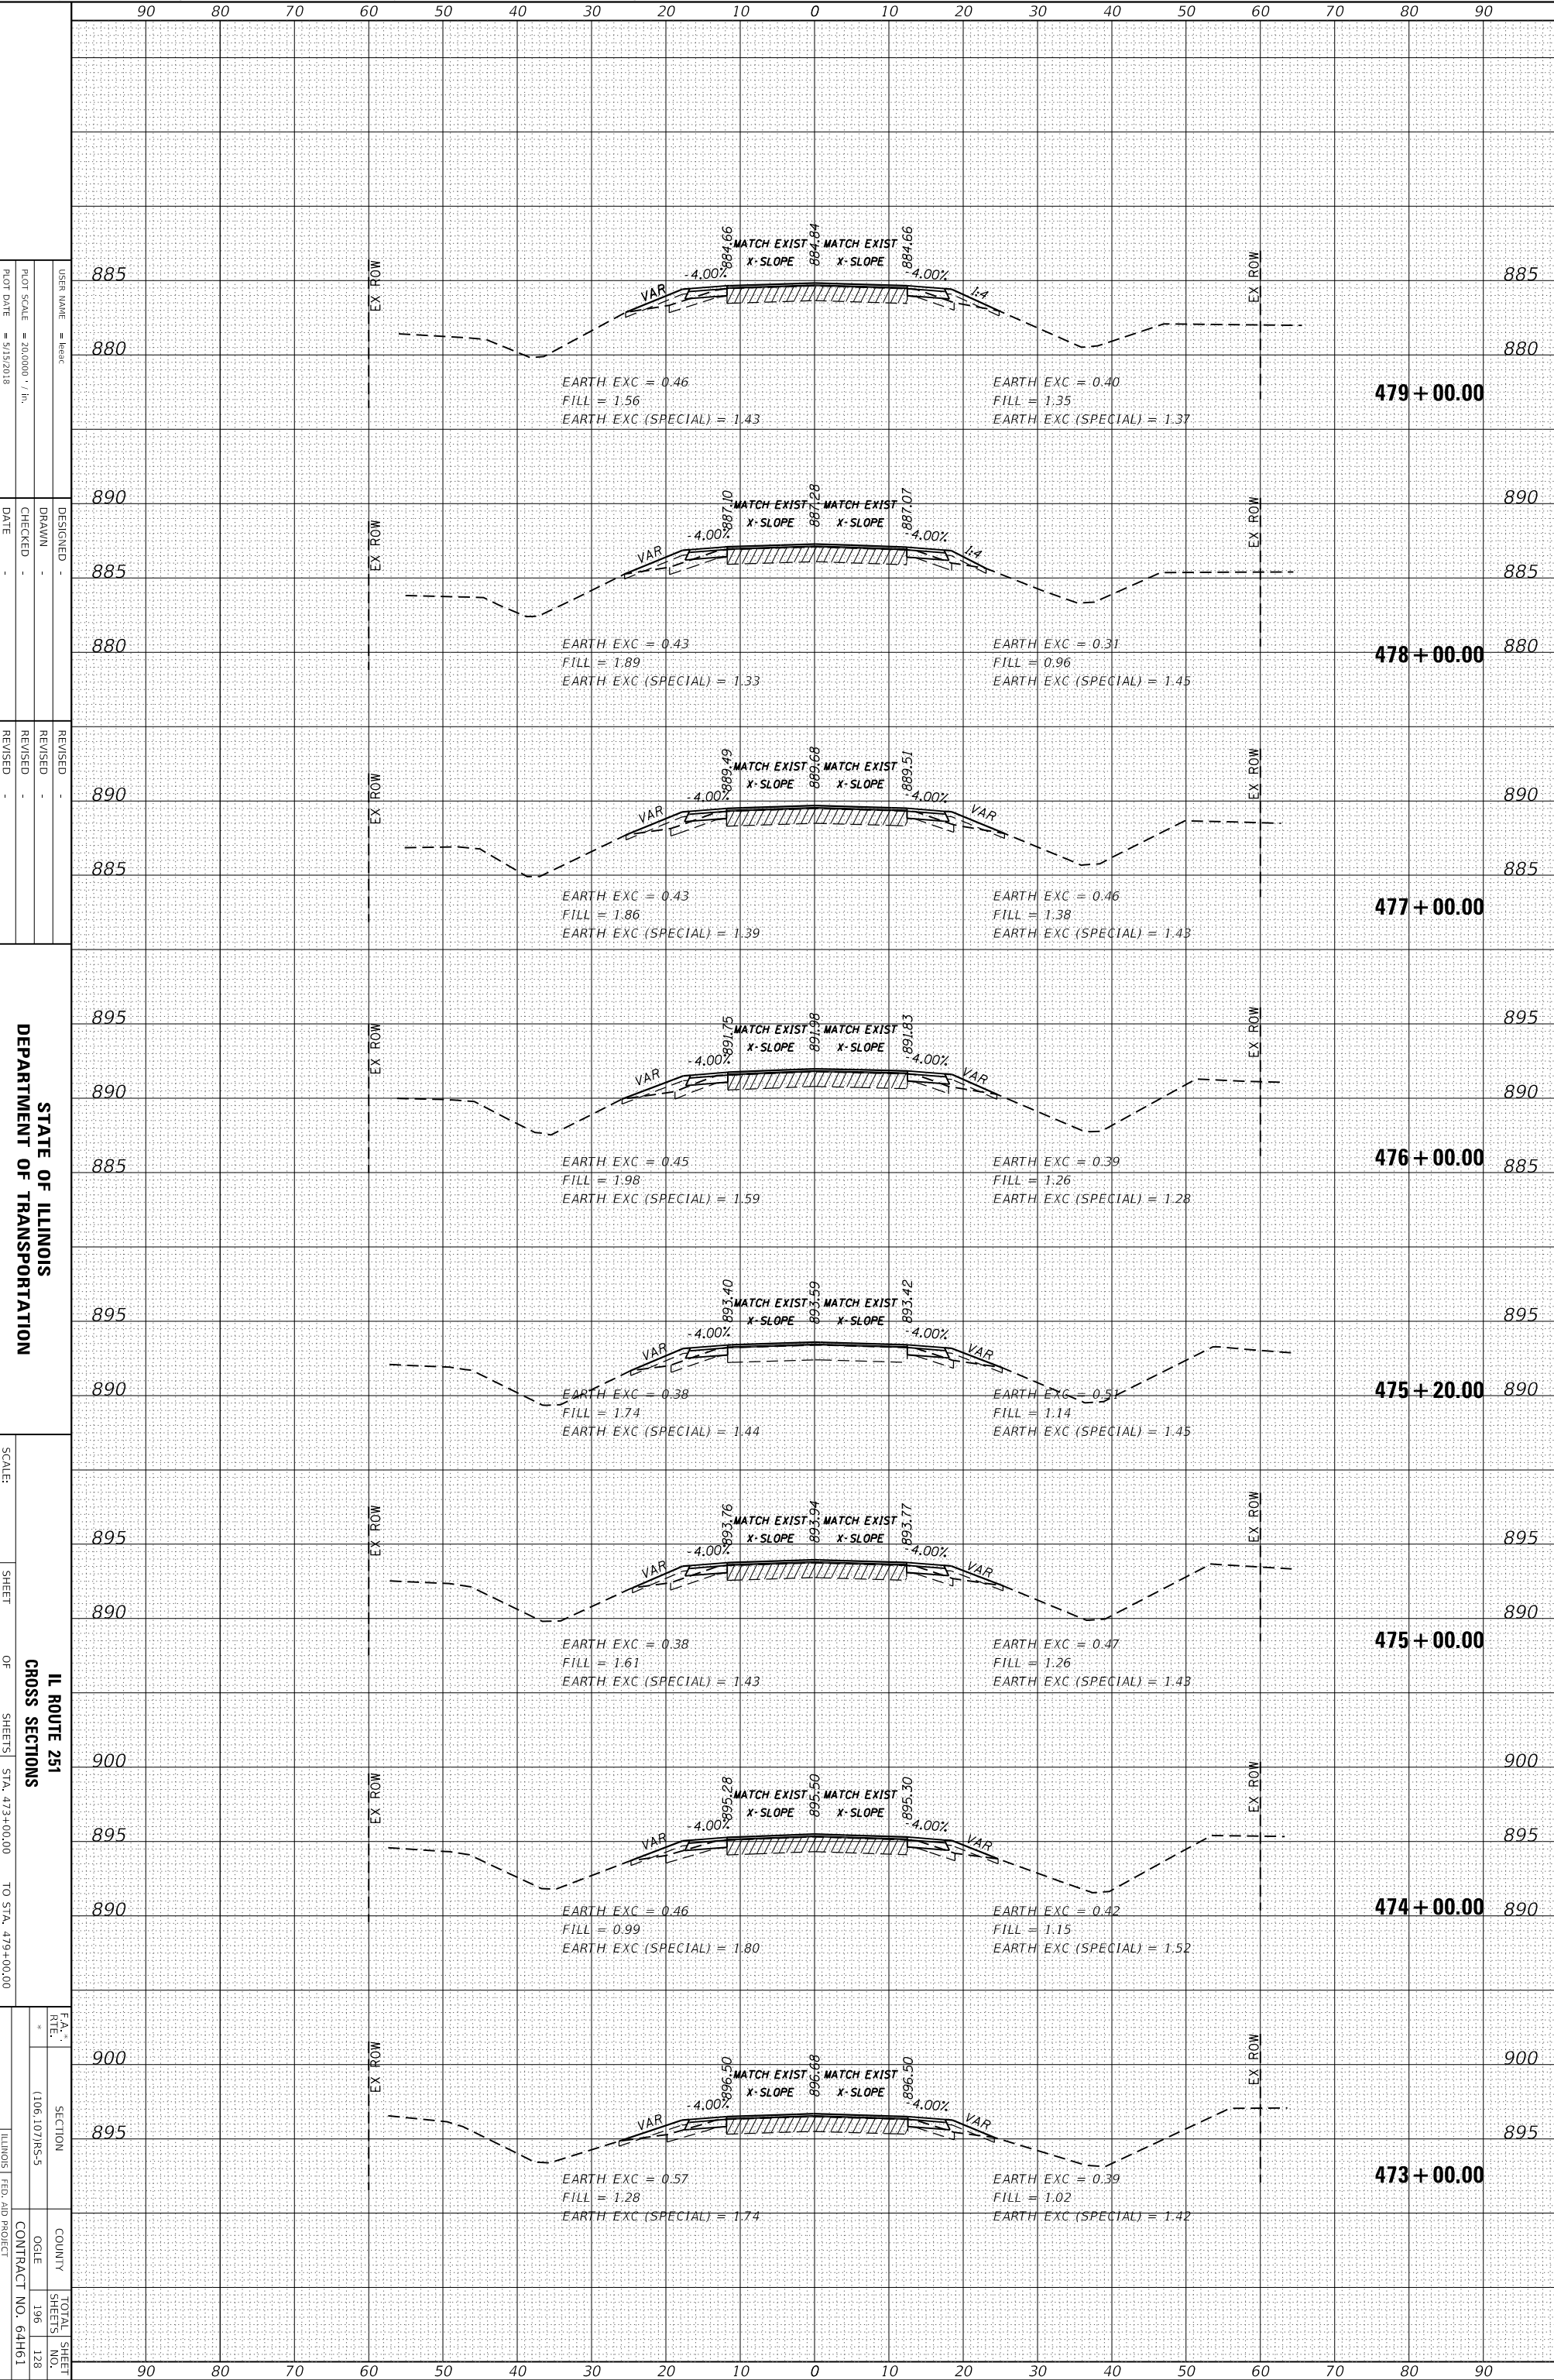 90 80 70 60 50 40 30 20 10 0 10 20 30 40 50 60 70 80 90
884.66 MATCH EXIST 884.84 MATCH EXIST 884.66
X-SLOPE X-SLOPE
EX ROW EX ROW
885 -4.00% -4.00% 885
VAR 1:4
880 880
EARTH EXC = 0.46 EARTH EXC = 0.40
FILL = 1.56 FILL = 1.35
EARTH EXC (SPECIAL) = 1.43 EARTH EXC (SPECIAL) = 1.37
479+00.00
890 890
887.10 MATCH EXIST 887.28 MATCH EXIST 887.07
X-SLOPE X-SLOPE
EX ROW EX ROW
-4.00% -4.00%
VAR 1:4
885 885
880 880
EARTH EXC = 0.43 EARTH EXC = 0.31
FILL = 1.89 FILL = 0.96
EARTH EXC (SPECIAL) = 1.33 EARTH EXC (SPECIAL) = 1.45
478+00.00
889.49 MATCH EXIST 889.68 MATCH EXIST 889.51
X-SLOPE X-SLOPE
EX ROW EX ROW
890 -4.00% -4.00% 890
VAR VAR
885 885
EARTH EXC = 0.43 EARTH EXC = 0.46
FILL = 1.86 FILL = 1.38
EARTH EXC (SPECIAL) = 1.39 EARTH EXC (SPECIAL) = 1.43
477+00.00
895 895
891.75 MATCH EXIST 891.98 MATCH EXIST 891.83
X-SLOPE X-SLOPE
EX ROW EX ROW
-4.00% -4.00%
VAR VAR
890 890
885 885
EARTH EXC = 0.45 EARTH EXC = 0.39
FILL = 1.98 FILL = 1.26
EARTH EXC (SPECIAL) = 1.59 EARTH EXC (SPECIAL) = 1.28
476+00.00
893.40 MATCH EXIST 893.59 MATCH EXIST 893.42
895 X-SLOPE X-SLOPE 895
-4.00% -4.00%
VAR VAR
890 890
EARTH EXC = 0.38 EARTH EXC = 0.51
FILL = 1.74 FILL = 1.14
EARTH EXC (SPECIAL) = 1.44 EARTH EXC (SPECIAL) = 1.45
475+20.00
893.76 MATCH EXIST 893.94 MATCH EXIST 893.77
895 X-SLOPE X-SLOPE 895
EX ROW EX ROW
-4.00% -4.00%
VAR VAR
890 890
EARTH EXC = 0.38 EARTH EXC = 0.47
FILL = 1.61 FILL = 1.26
EARTH EXC (SPECIAL) = 1.43 EARTH EXC (SPECIAL) = 1.43
475+00.00
900 900
895.28 MATCH EXIST 895.50 MATCH EXIST 895.30
X-SLOPE X-SLOPE
EX ROW EX ROW
-4.00% -4.00%
895 VAR VAR 895
890 890
EARTH EXC = 0.46 EARTH EXC = 0.42
FILL = 0.99 FILL = 1.15
EARTH EXC (SPECIAL) = 1.80 EARTH EXC (SPECIAL) = 1.52
474+00.00
900 900
896.50 MATCH EXIST 896.68 MATCH EXIST 896.50
X-SLOPE X-SLOPE
EX ROW EX ROW
-4.00% -4.00%
VAR VAR
895 895
EARTH EXC = 0.57 EARTH EXC = 0.39
FILL = 1.28 FILL = 1.02
EARTH EXC (SPECIAL) = 1.74 EARTH EXC (SPECIAL) = 1.42
473+00.00
90 80 70 60 50 40 30 20 10 0 10 20 30 40 50 60 70 80 90
USER NAME = leeac
PLOT SCALE = 20.0000 ' / in.
PLOT DATE = 5/15/2018
DESIGNED -
DRAWN -
CHECKED -
DATE -
REVISED -
REVISED -
REVISED -
REVISED -
STATE OF ILLINOIS
DEPARTMENT OF TRANSPORTATION
IL ROUTE 251
CROSS SECTIONS
SCALE: SHEET OF SHEETS STA. 473+00.00 TO STA. 479+00.00
F.A.*. RTE. SECTION COUNTY TOTAL SHEETS SHEET NO.
* (106,107)RS-5 OGLE 196 128
CONTRACT NO. 64H61
ILLINOIS FED. AID PROJECT